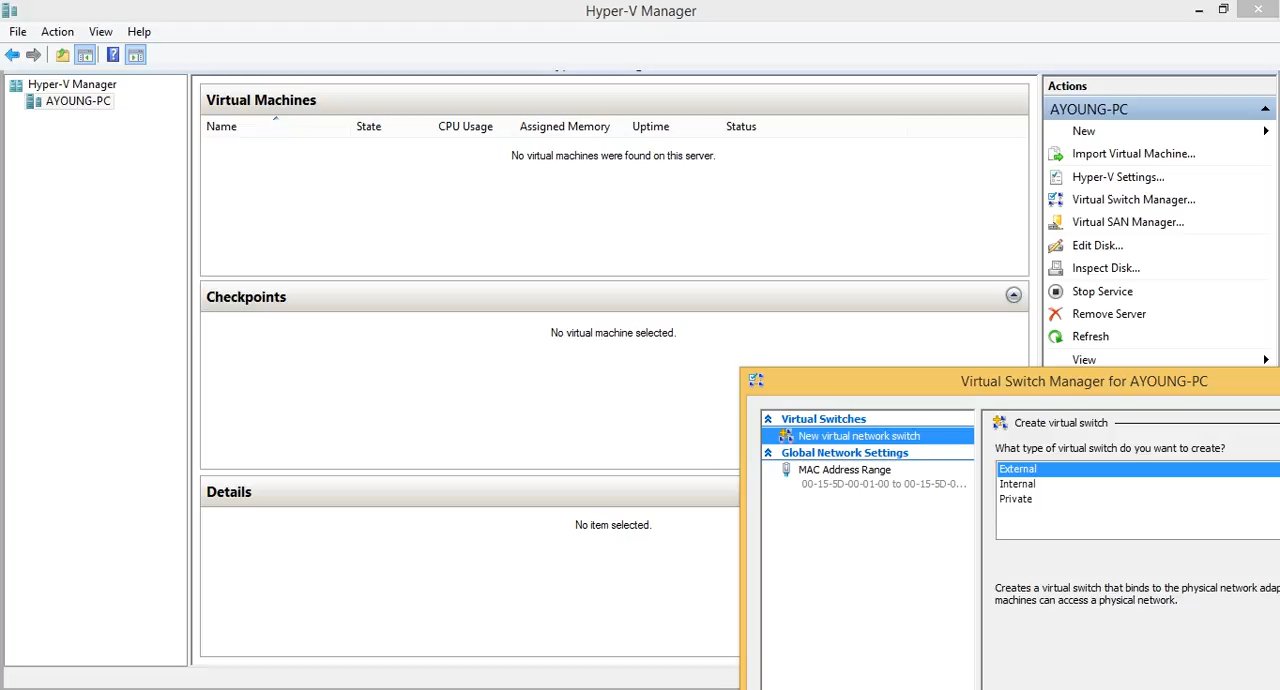 Hyper-V Manager
File Action View Help
Hyper-V Manager
AYOUNG-PC
Virtual Machines
Name State CPU Usage Assigned Memory Uptime Status
No virtual machines were found on this server.
Checkpoints
No virtual machine selected.
Details
No item selected.
Actions
AYOUNG-PC
New
Import Virtual Machine...
Hyper-V Settings...
Virtual Switch Manager...
Virtual SAN Manager...
Edit Disk...
Inspect Disk...
Stop Service
Remove Server
Refresh
View
Virtual Switch Manager for AYOUNG-PC
Virtual Switches
New virtual network switch
Global Network Settings
MAC Address Range
00-15-5D-00-01-00 to 00-15-5D-0...
Create virtual switch
What type of virtual switch do you want to create?
External
Internal
Private
Creates a virtual switch that binds to the physical network adap
machines can access a physical network.